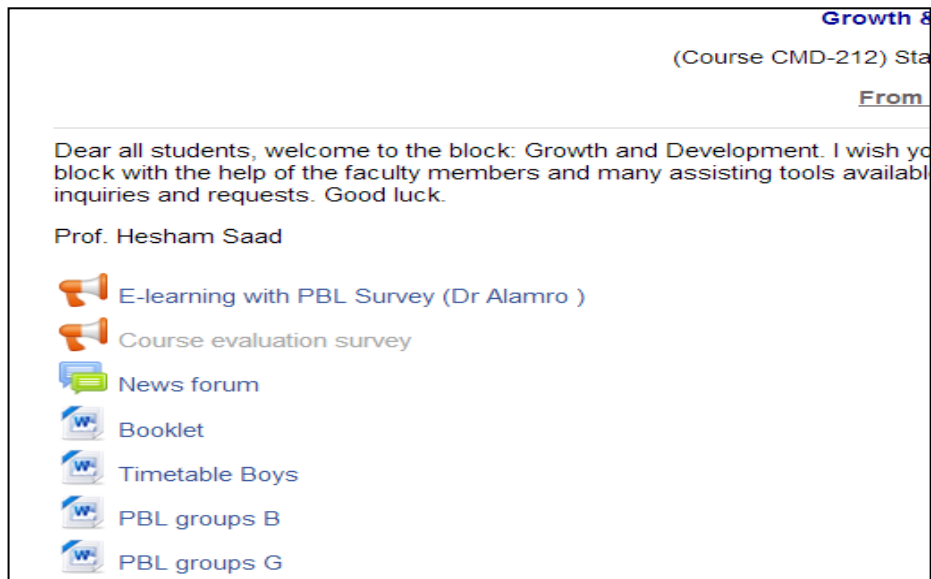 Growth &
(Course CMD-212) Sta
From
Dear all students, welcome to the block: Growth and Development. I wish yo
block with the help of the faculty members and many assisting tools availabl
inquiries and requests. Good luck.
Prof. Hesham Saad
E-learning with PBL Survey (Dr Alamro )
Course evaluation survey
News forum
Booklet
Timetable Boys
PBL groups B
PBL groups G